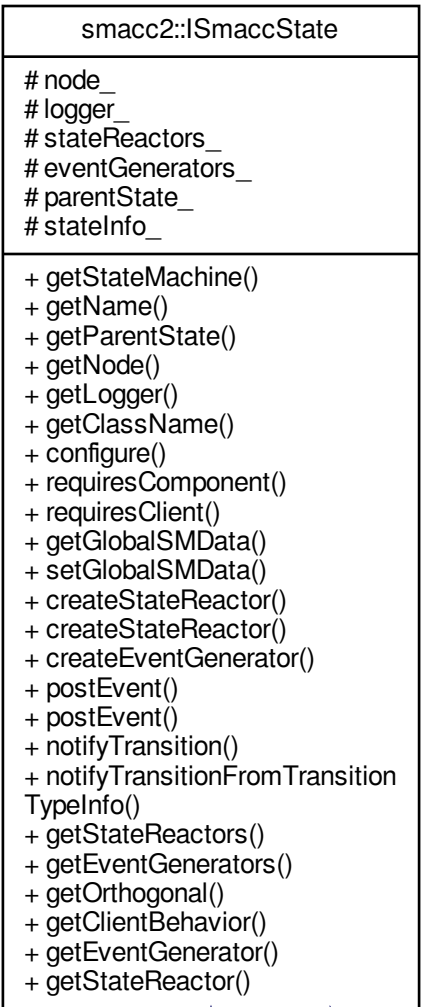 smacc2::ISmaccState
# node_
# logger_
# stateReactors_
# eventGenerators_
# parentState_
# stateInfo_
+ getStateMachine()
+ getName()
+ getParentState()
+ getNode()
+ getLogger()
+ getClassName()
+ configure()
+ requiresComponent()
+ requiresClient()
+ getGlobalSMData()
+ setGlobalSMData()
+ createStateReactor()
+ createStateReactor()
+ createEventGenerator()
+ postEvent()
+ postEvent()
+ notifyTransition()
+ notifyTransitionFromTransition
TypeInfo()
+ getStateReactors()
+ getEventGenerators()
+ getOrthogonal()
+ getClientBehavior()
+ getEventGenerator()
+ getStateReactor()